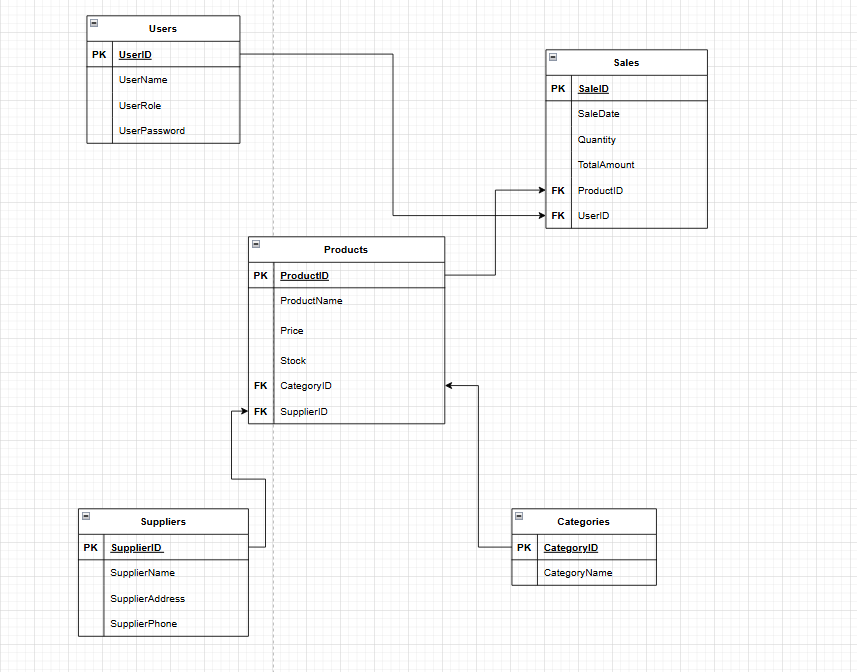 Users
PK UserID
UserName
UserRole
UserPassword
Sales
PK SaleID
SaleDate
Quantity
TotalAmount
FK ProductID
FK UserID
Products
PK ProductID
ProductName
Price
Stock
FK CategoryID
FK SupplierID
Suppliers
PK SupplierID
SupplierName
SupplierAddress
SupplierPhone
Categories
PK CategoryID
CategoryName